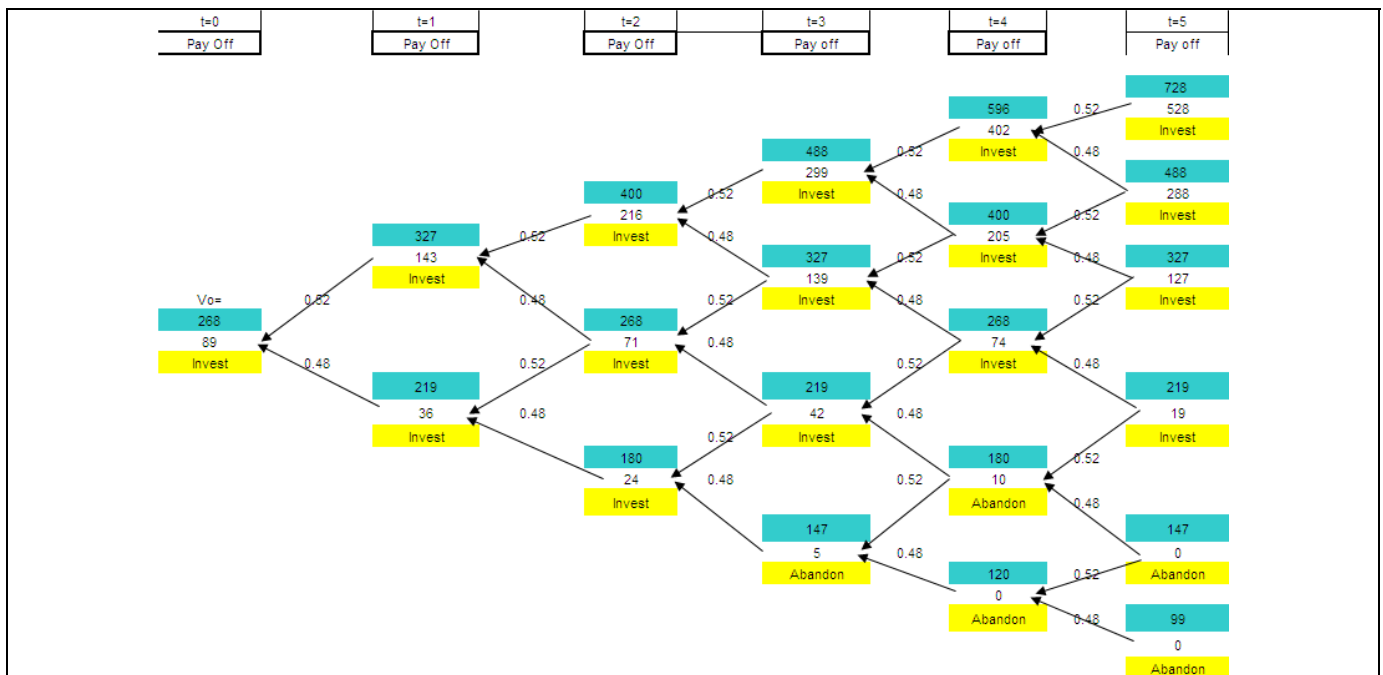 t=0 t=1 t=2 t=3 t=4 t=5
Pay Off Pay Off Pay Off Pay off Pay off Pay off
728
596 0.52 528
402 Invest
488 0.52 Invest 0.48
299 488
400 0.52 Invest 0.48 288
216 400 0.52 Invest
327 0.52 Invest 0.48 205
143 327 0.52 Invest 0.48 327
Invest 139 127
Vo= 0.52 0.48 0.52 Invest 0.48 0.52 Invest
268 268 268
89 71 0.48 74
Invest 0.48 0.52 Invest 0.52 Invest 0.48
219 219 219
36 0.48 42 0.48 19
Invest 0.52 Invest Invest
180 180 0.52
24 0.48 0.52 10
Invest Abandon 0.48
147 147
5 0.48 0
Abandon 120 0.52 Abandon
0
Abandon 0.48 99
0
Abandon